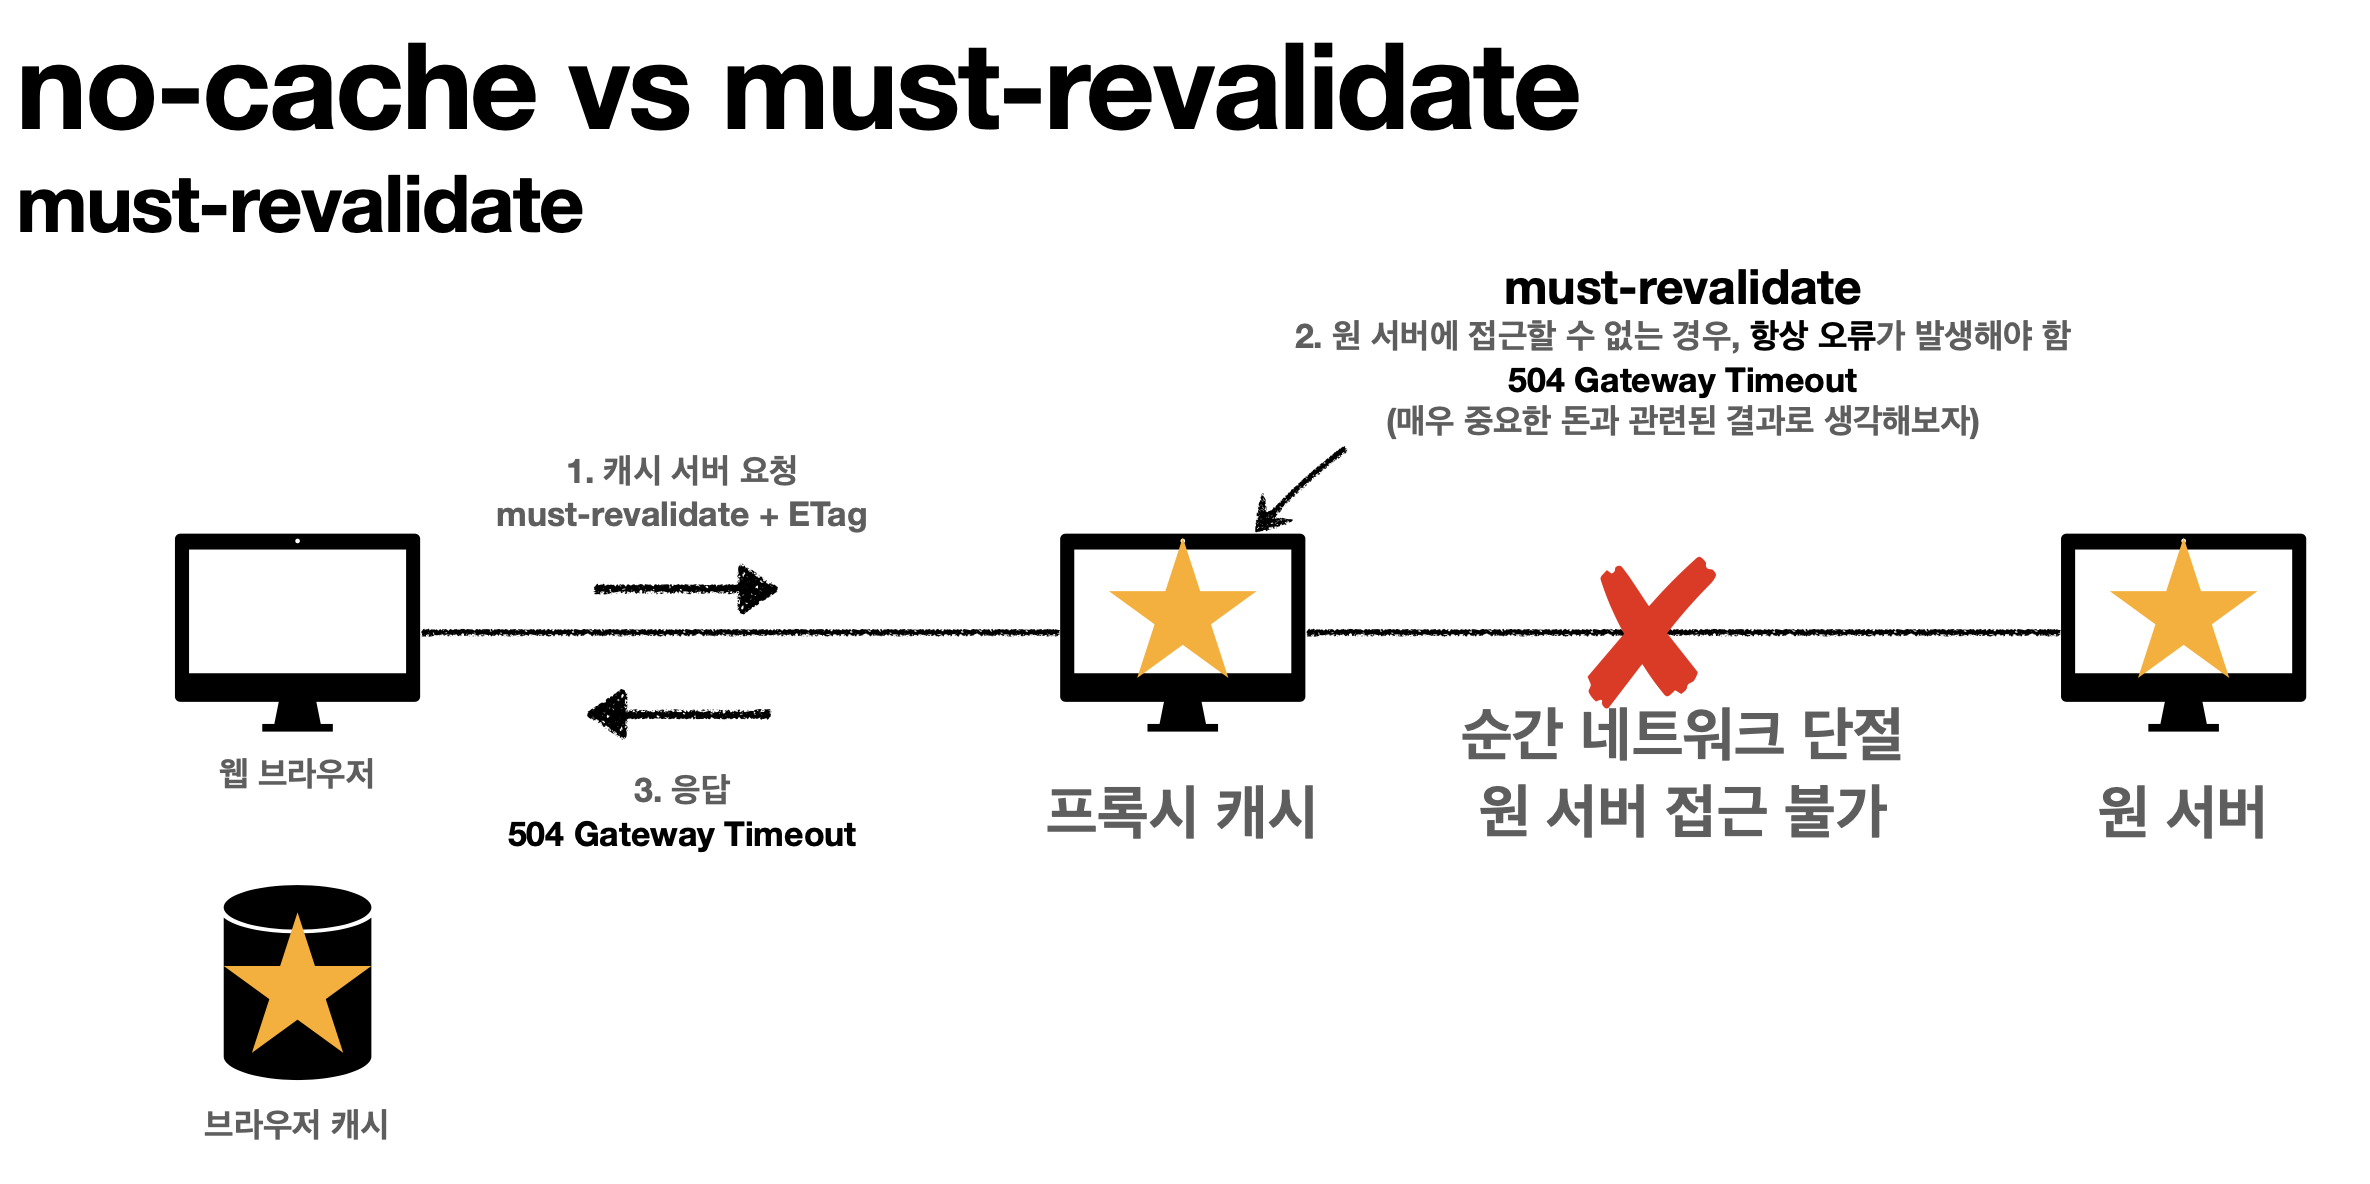 no-cache vs must-revalidate
must-revalidate
must-revalidate
2. 원 서버에 접근할 수 없는 경우, 항상 오류가 발생해야 함
504 Gateway Timeout
(매우 중요한 돈과 관련된 결과로 생각해보자)
1. 캐시 서버 요청
must-revalidate + ETag
웹 브라우저
3. 응답
504 Gateway Timeout
프록시 캐시
순간 네트워크 단절
원 서버 접근 불가
원 서버
브라우저 캐시